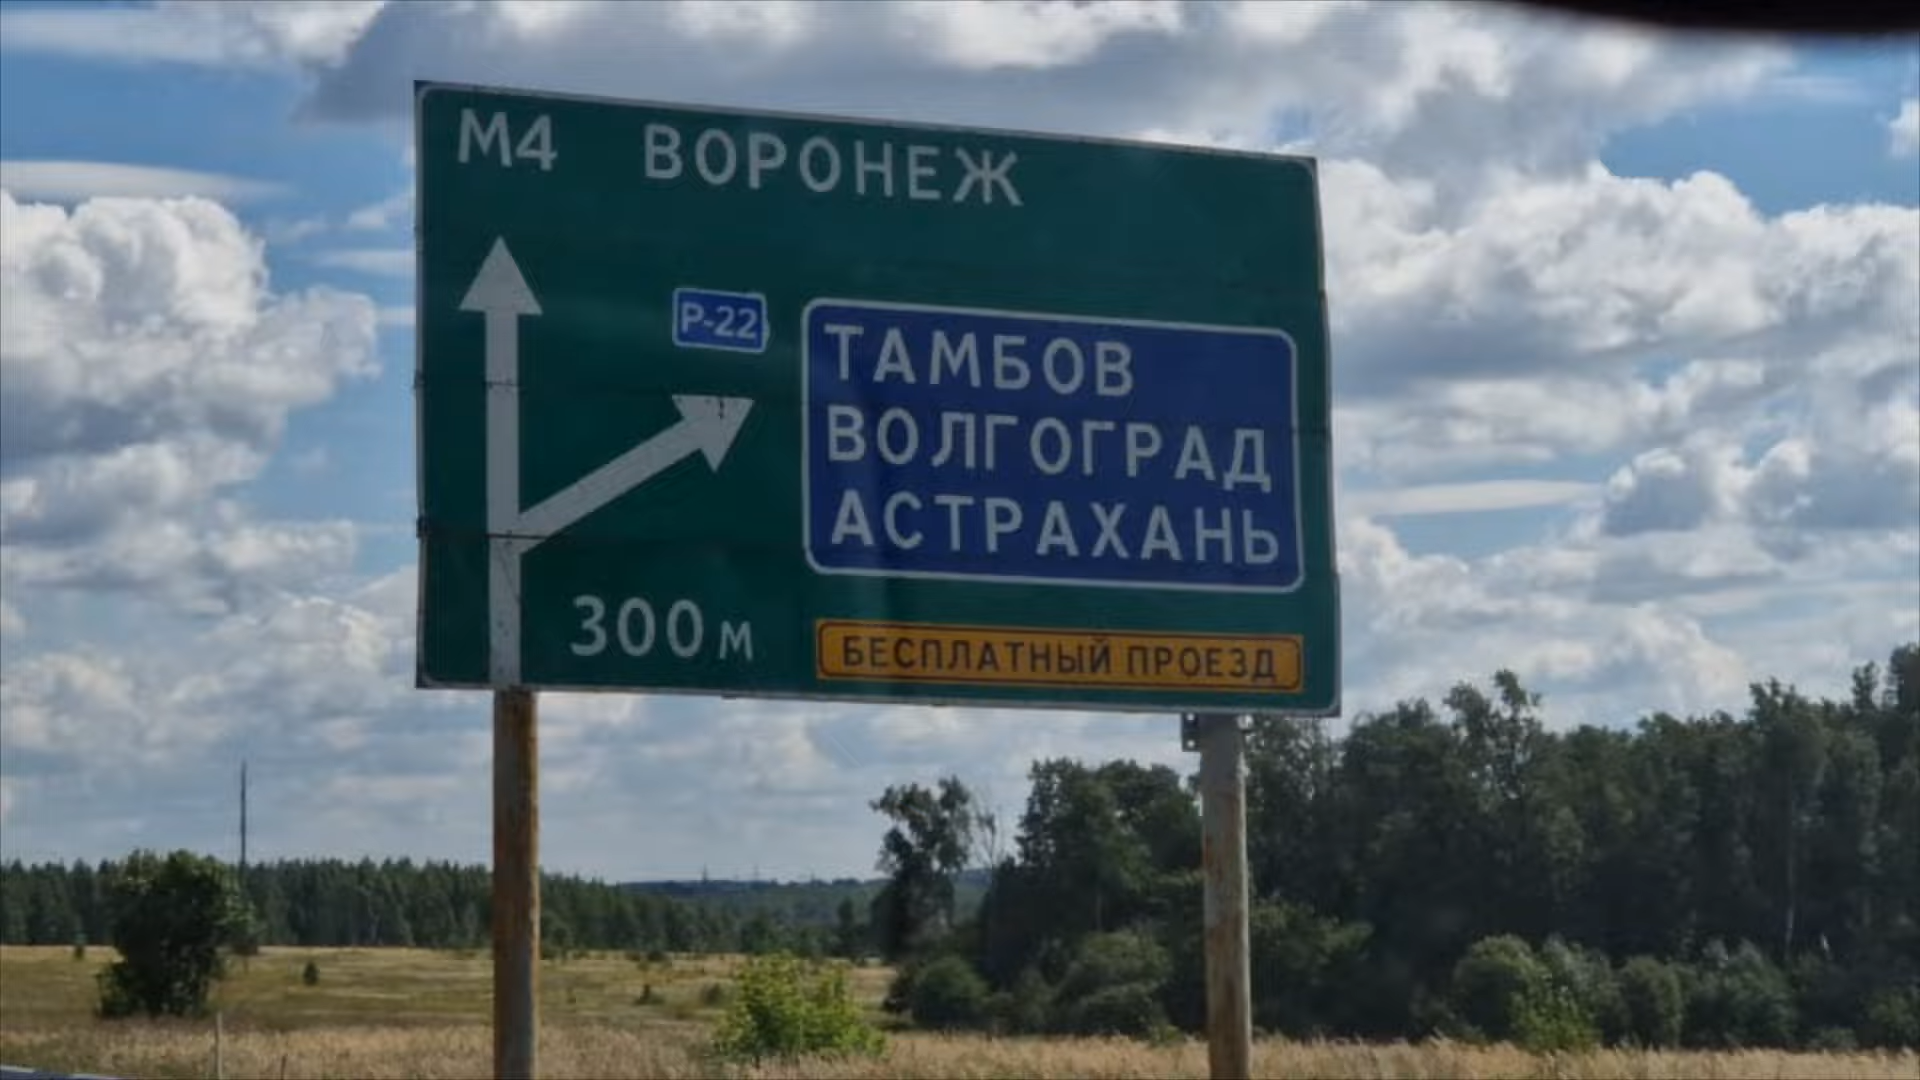 М4 ВОРОНЕЖ
Р-22
ТАМБОВ
ВОЛГОГРАД
АСТРАХАНЬ
300 м
БЕСПЛАТНЫЙ ПРОЕЗД